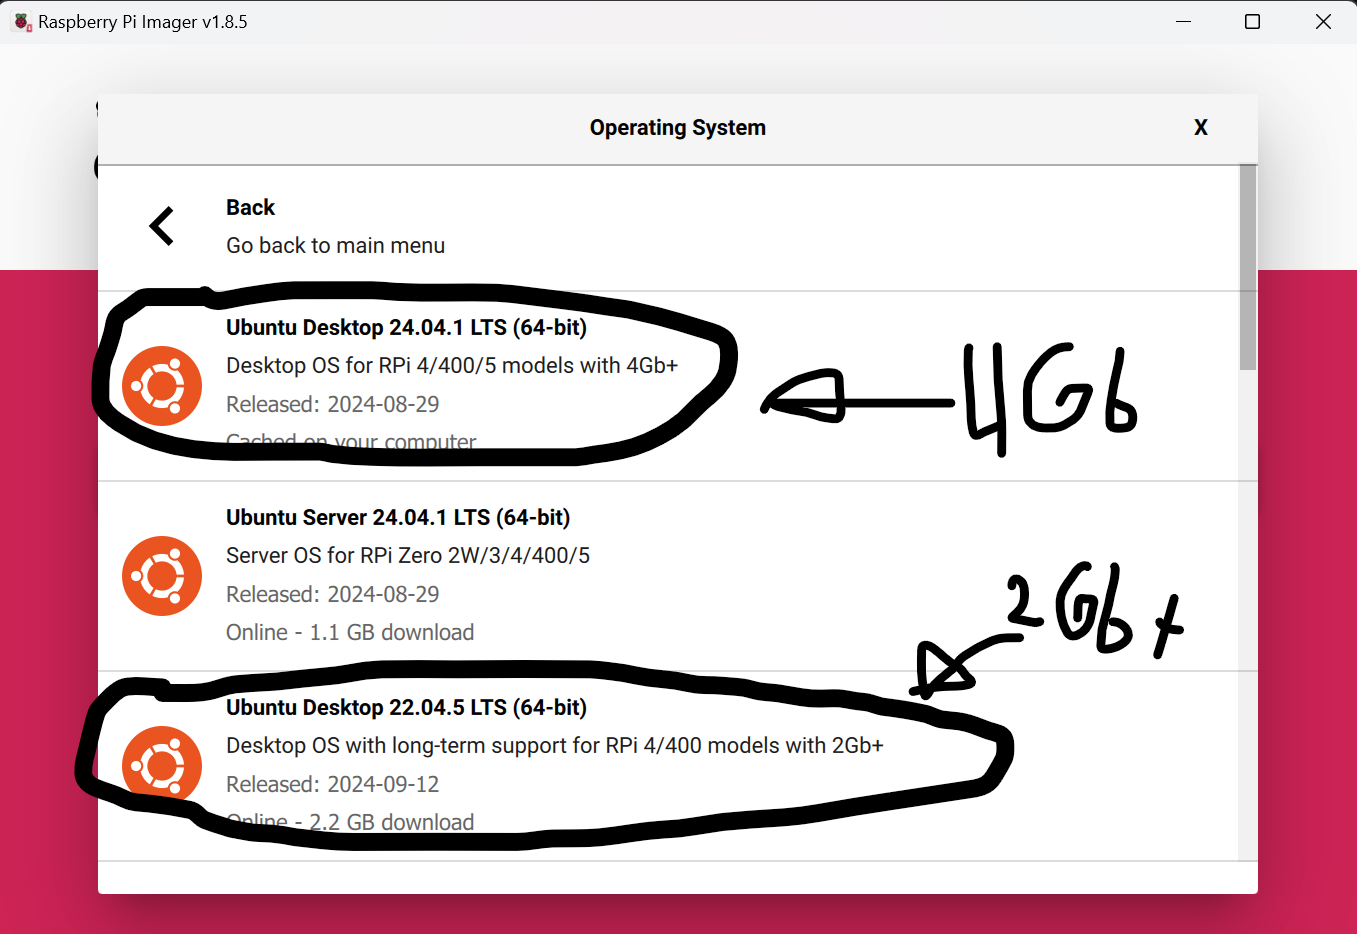 Raspberry Pi Imager v1.8.5
Operating System
X
Back
Go back to main menu
Ubuntu Desktop 24.04.1 LTS (64-bit)
Desktop OS for RPi 4/400/5 models with 4Gb+
Released: 2024-08-29
Cached on your computer
4Gb
Ubuntu Server 24.04.1 LTS (64-bit)
Server OS for RPi Zero 2W/3/4/400/5
Released: 2024-08-29
Online - 1.1 GB download
2Gb+
Ubuntu Desktop 22.04.5 LTS (64-bit)
Desktop OS with long-term support for RPi 4/400 models with 2Gb+
Released: 2024-09-12
Online - 2.2 GB download